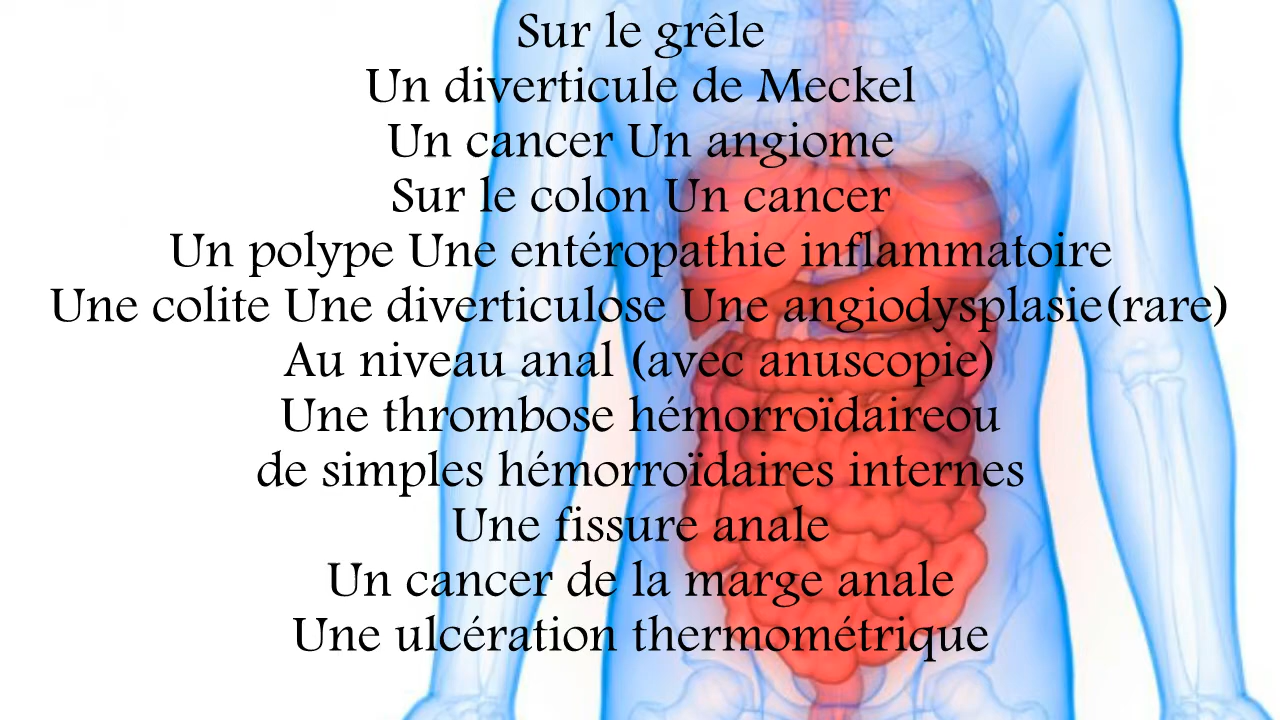 Sur le grêle
Un diverticule de Meckel
Un cancer Un angiome
Sur le colon Un cancer
Un polype Une entéropathie inflammatoire
Une colite Une diverticulose Une angiodysplasie(rare)
Au niveau anal (avec anuscopie)
Une thrombose hémorroïdaireou
de simples hémorroïdaires internes
Une fissure anale
Un cancer de la marge anale
Une ulcération thermométrique